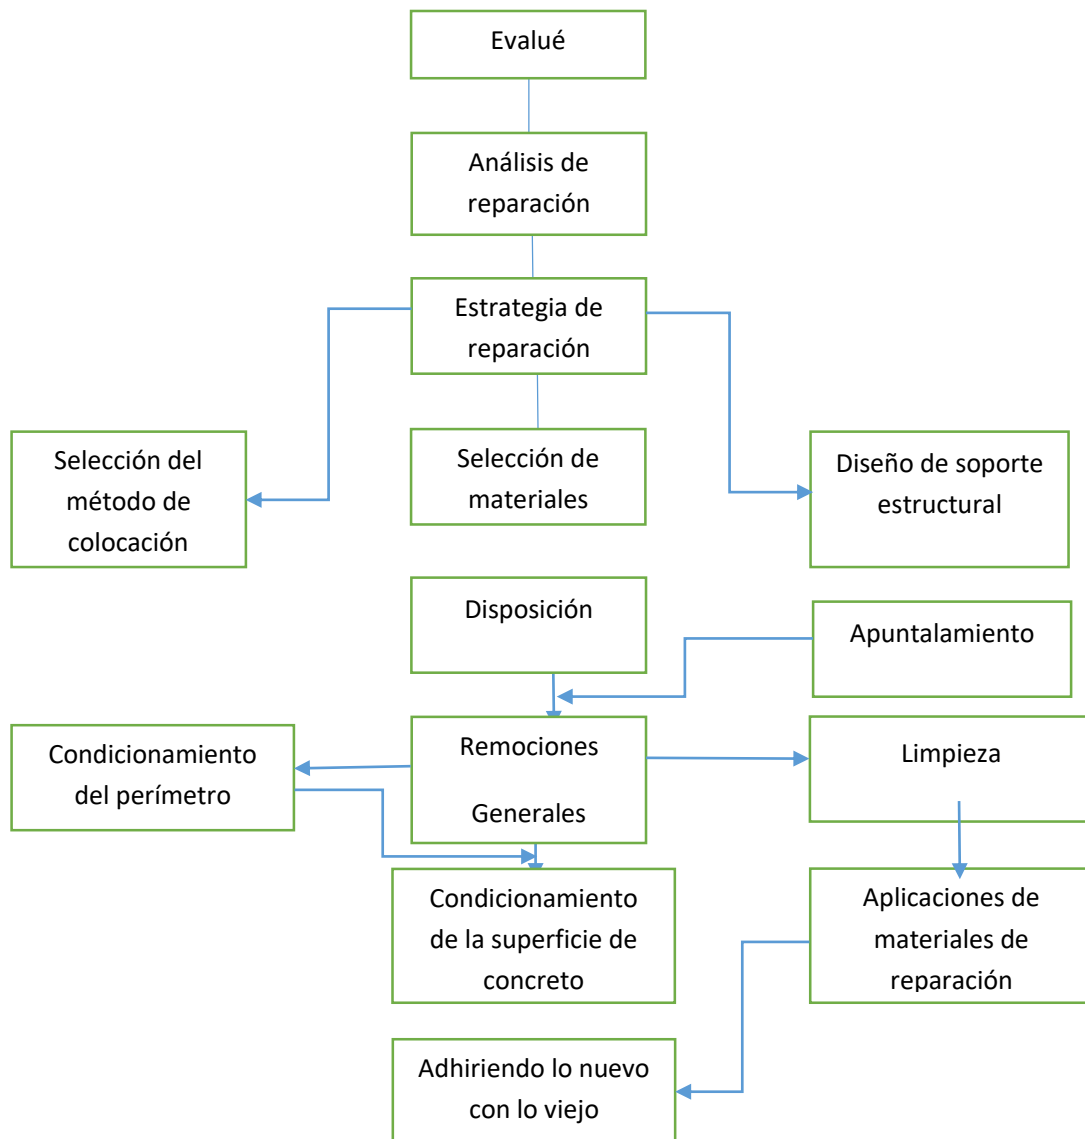 Evalué
Análisis de
reparación
Estrategia de
reparación
Selección del
método de
colocación
Selección de
materiales
Diseño de soporte
estructural
Disposición
Apuntalamiento
Condicionamiento
del perímetro
Remociones
Generales
Limpieza
Condicionamiento
de la superficie de
concreto
Aplicaciones de
materiales de
reparación
Adhiriendo lo nuevo
con lo viejo